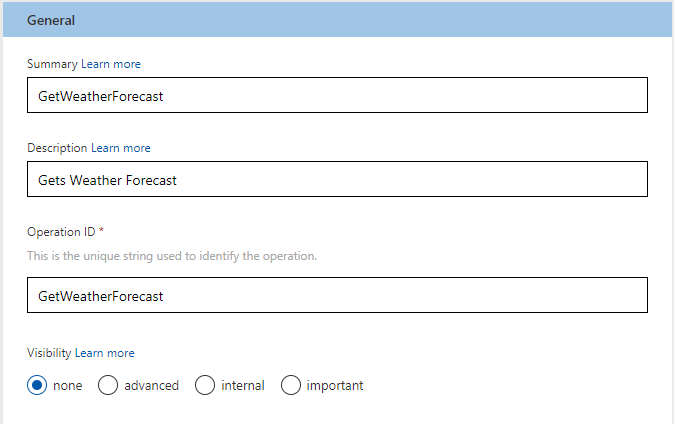 General
Summary Learn more
GetWeatherForecast
Description Learn more
Gets Weather Forecast
Operation ID *
This is the unique string used to identify the operation.
GetWeatherForecast
Visibility Learn more
none advanced internal important